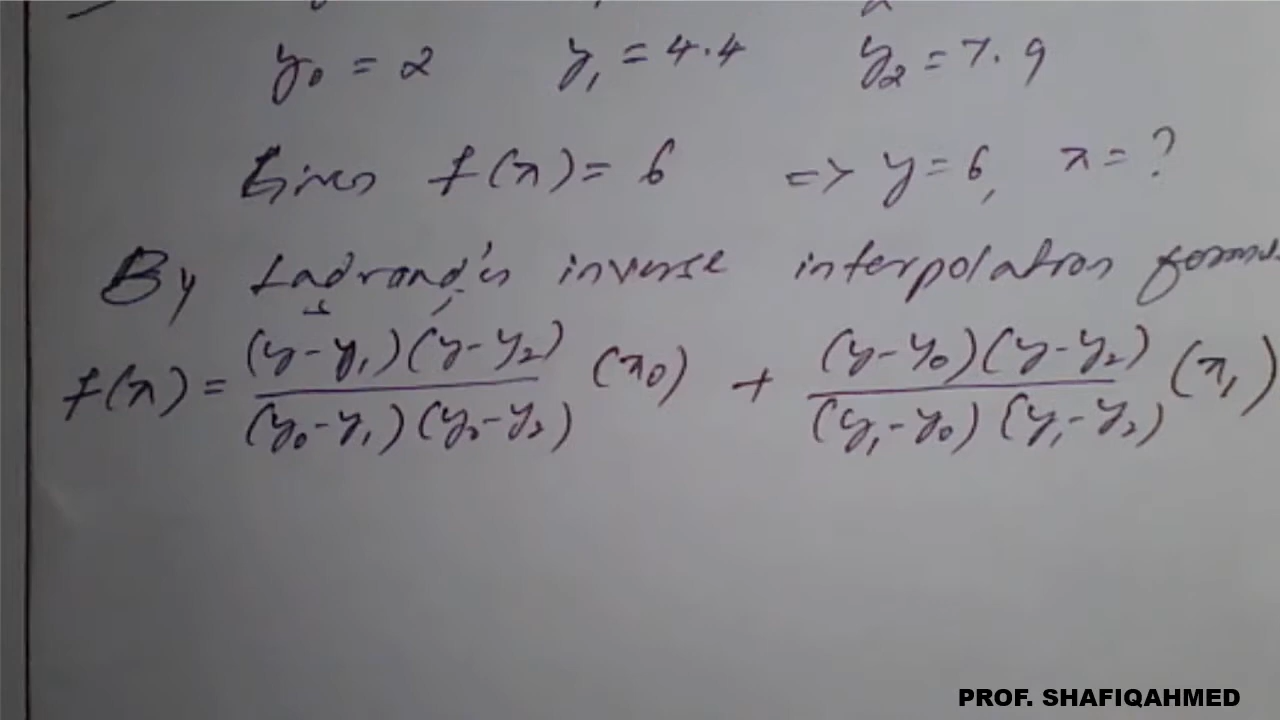 y₀ = 2 y₁ = 4.4 y₂ = 7.9
Given f(x) = 6 => y = 6, x = ?
By Lagrange's inverse interpolation
f(x) = (y-y₁)(y-y₂) / (y₀-y₁)(y₀-y₂) (x₀) + (y-y₀)(y-y₂) / (y₁-y₀)(y₁-y₂) (x₁)
PROF. SHAFIQAHMED